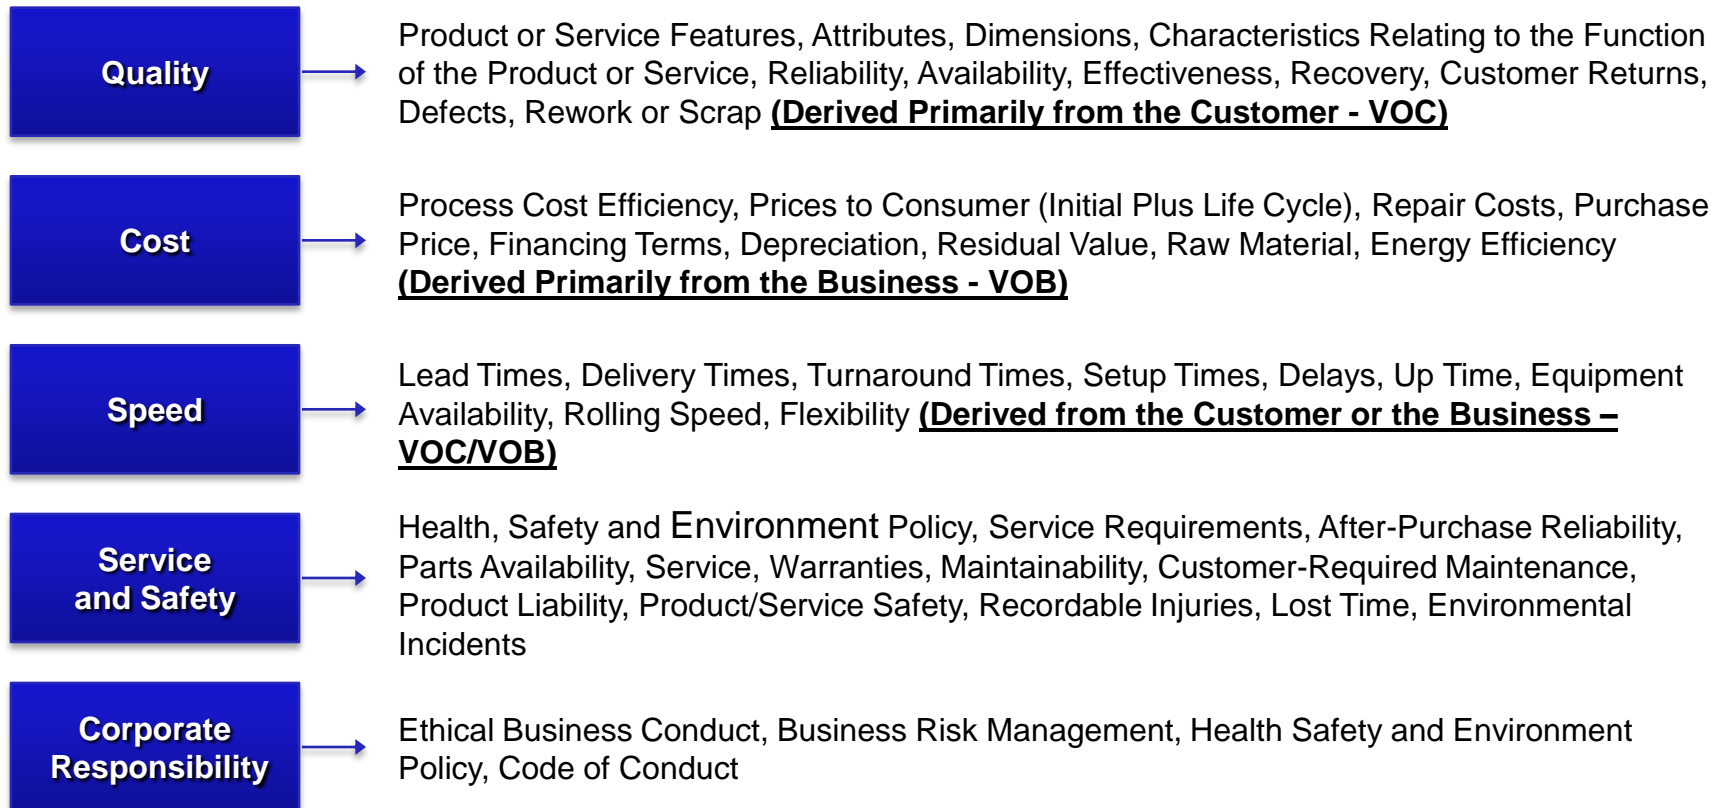 Quality
Product or Service Features, Attributes, Dimensions, Characteristics Relating to the Function
of the Product or Service, Reliability, Availability, Effectiveness, Recovery, Customer Returns,
Defects, Rework or Scrap (Derived Primarily from the Customer - VOC)
Cost
Process Cost Efficiency, Prices to Consumer (Initial Plus Life Cycle), Repair Costs, Purchase
Price, Financing Terms, Depreciation, Residual Value, Raw Material, Energy Efficiency
(Derived Primarily from the Business - VOB)
Speed
Lead Times, Delivery Times, Turnaround Times, Setup Times, Delays, Up Time, Equipment
Availability, Rolling Speed, Flexibility (Derived from the Customer or the Business –
VOC/VOB)
Service
and Safety
Health, Safety and Environment Policy, Service Requirements, After-Purchase Reliability,
Parts Availability, Service, Warranties, Maintainability, Customer-Required Maintenance,
Product Liability, Product/Service Safety, Recordable Injuries, Lost Time, Environmental
Incidents
Corporate
Responsibility
Ethical Business Conduct, Business Risk Management, Health Safety and Environment
Policy, Code of Conduct